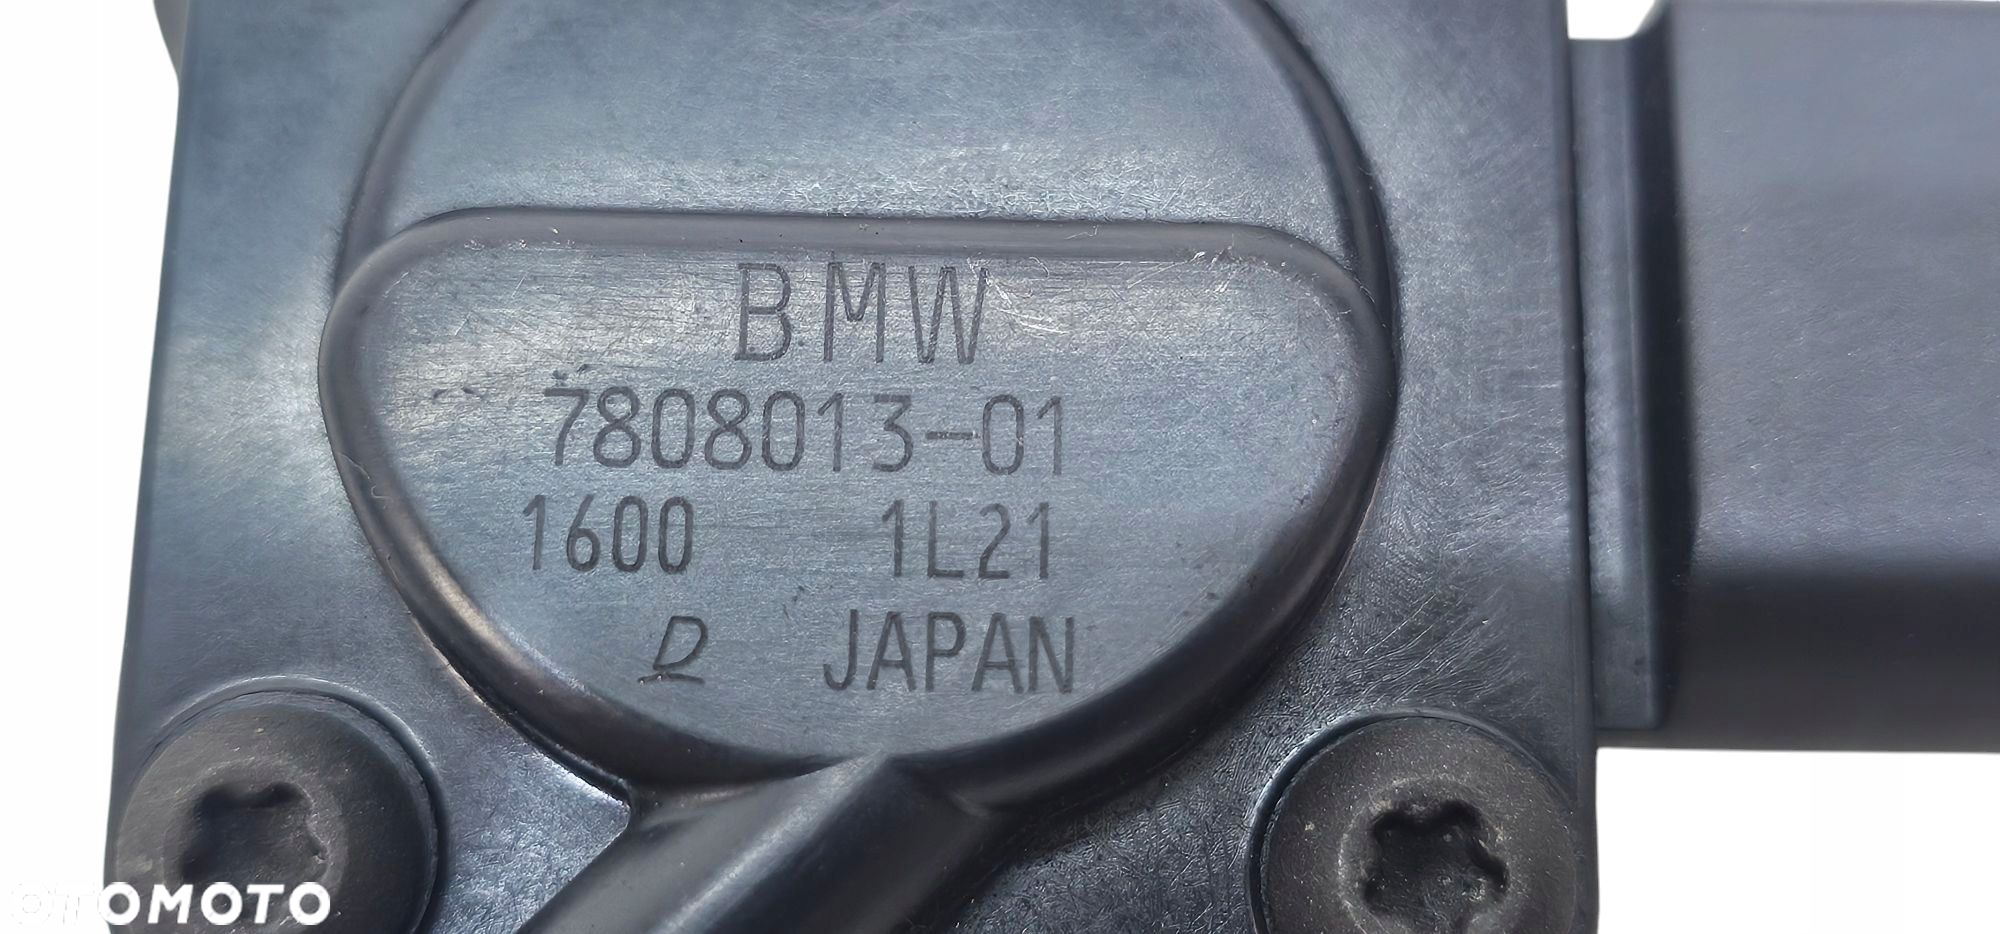 BMW
7808013-01
1600 1L21
D JAPAN
OTOMOTO